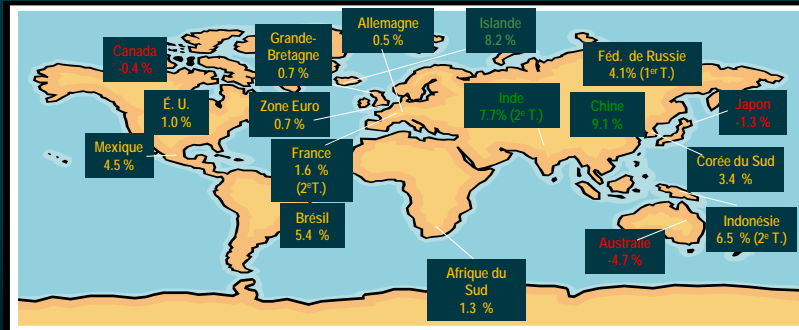 Canada
-0.4 %
Grande-
Bretagne
0.7 %
Allemagne
0.5 %
Islande
8.2 %
Féd. de Russie
4.1% (1er T.)
É. U.
1.0 %
Zone Euro
0.7 %
Inde
7.7% (2e T.)
Chine
9.1 %
Japon
-1.3 %
Mexique
4.5 %
France
1.6 %
(2eT.)
Corée du Sud
3.4 %
Brésil
5.4 %
Indonésie
6.5 % (2e T.)
Australie
-4.7 %
Afrique du
Sud
1.3 %